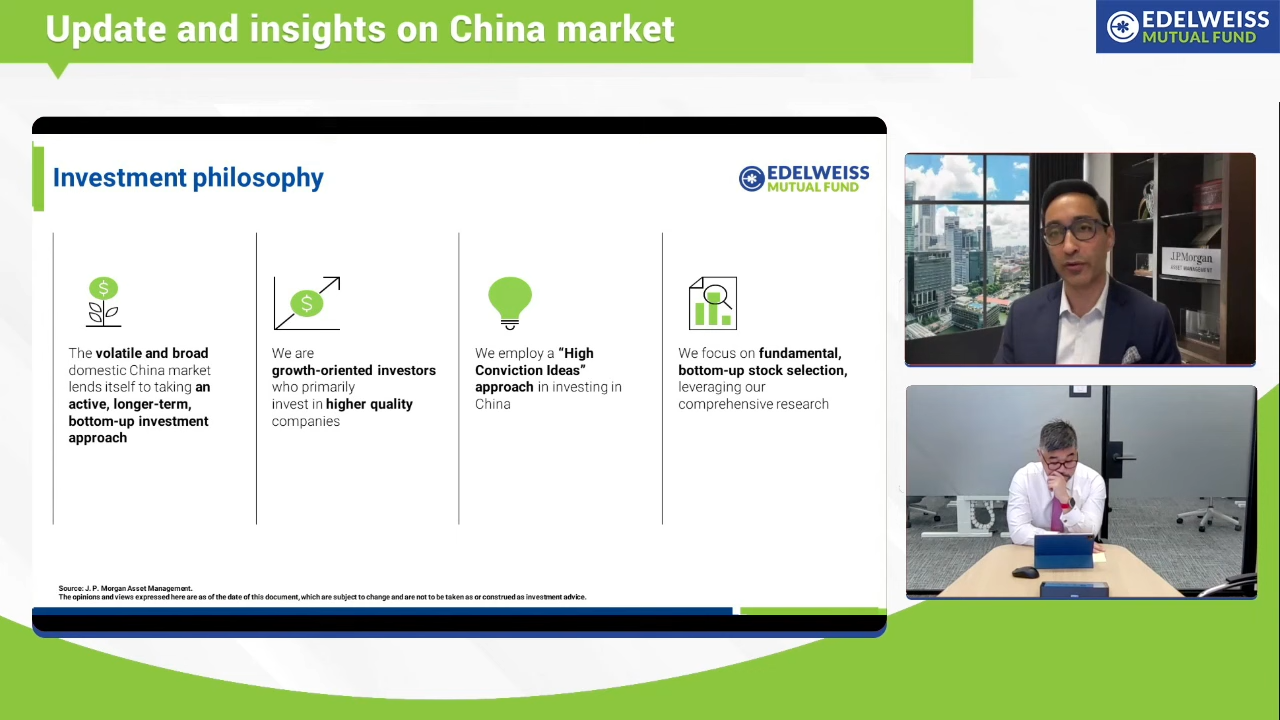 Update and insights on China market
EDELWEISS
MUTUAL FUND
Investment philosophy
EDELWEISS
MUTUAL FUND
$
The volatile and broad
domestic China market
lends itself to taking an
active, longer-term,
bottom-up investment
approach
$
We are
growth-oriented investors
who primarily
invest in higher quality
companies
We employ a “High
Conviction Ideas”
approach in investing in
China
We focus on fundamental,
bottom-up stock selection,
leveraging our
comprehensive research
Source: J. P. Morgan Asset Management.
The opinions and views expressed here are as of the date of this document, which are subject to change and are not to be taken as or construed as investment advice.
J.P.Morgan
ASSET MANAGEMENT